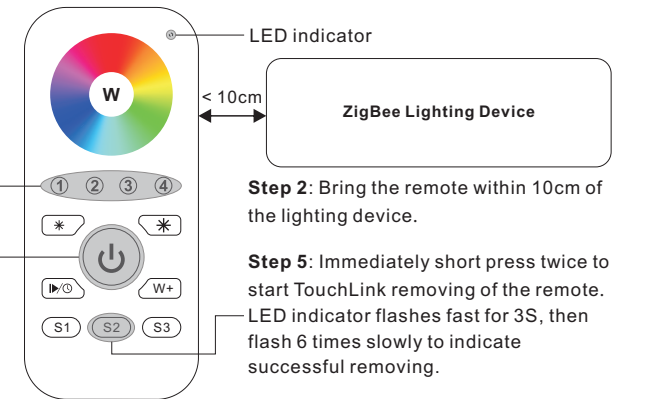 LED indicator
W
< 10cm
ZigBee Lighting Device
1 2 3 4
Step 2: Bring the remote within 10cm of
the lighting device.
Step 5: Immediately short press twice to
start TouchLink removing of the remote.
W+
LED indicator flashes fast for 3S, then
S1 S2 S3
flash 6 times slowly to indicate
successful removing.